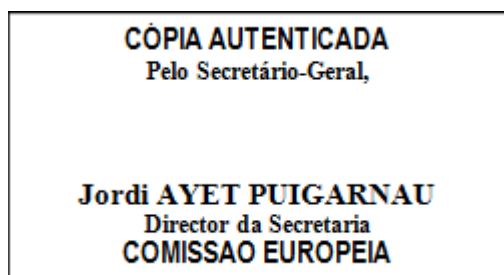 CÓPIA AUTENTICADA
Pelo Secretário-Geral,
Jordi AYET PUIGARNAU
Director da Secretaria
COMISSAO EUROPEIA